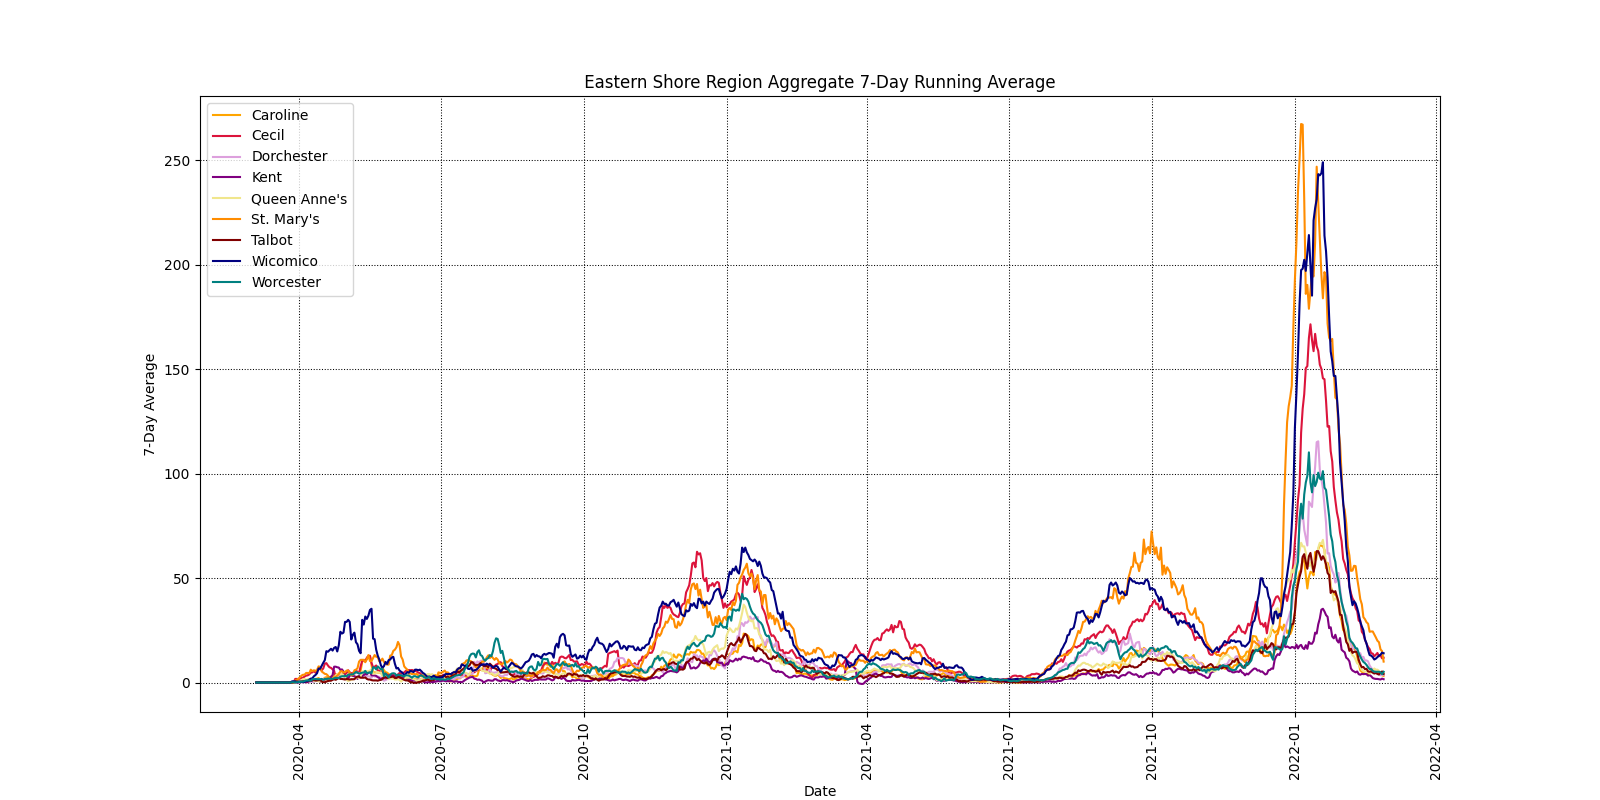 Eastern Shore Region Aggregate 7-Day Running Average
Caroline
Cecil
Dorchester
Kent
Queen Anne's
St. Mary's
Talbot
Wicomico
Worcester
250
200
150
100
50
0
7-Day Average
2020-04
2020-07
2020-10
2021-01
2021-04
2021-07
2021-10
2022-01
2022-04
Date